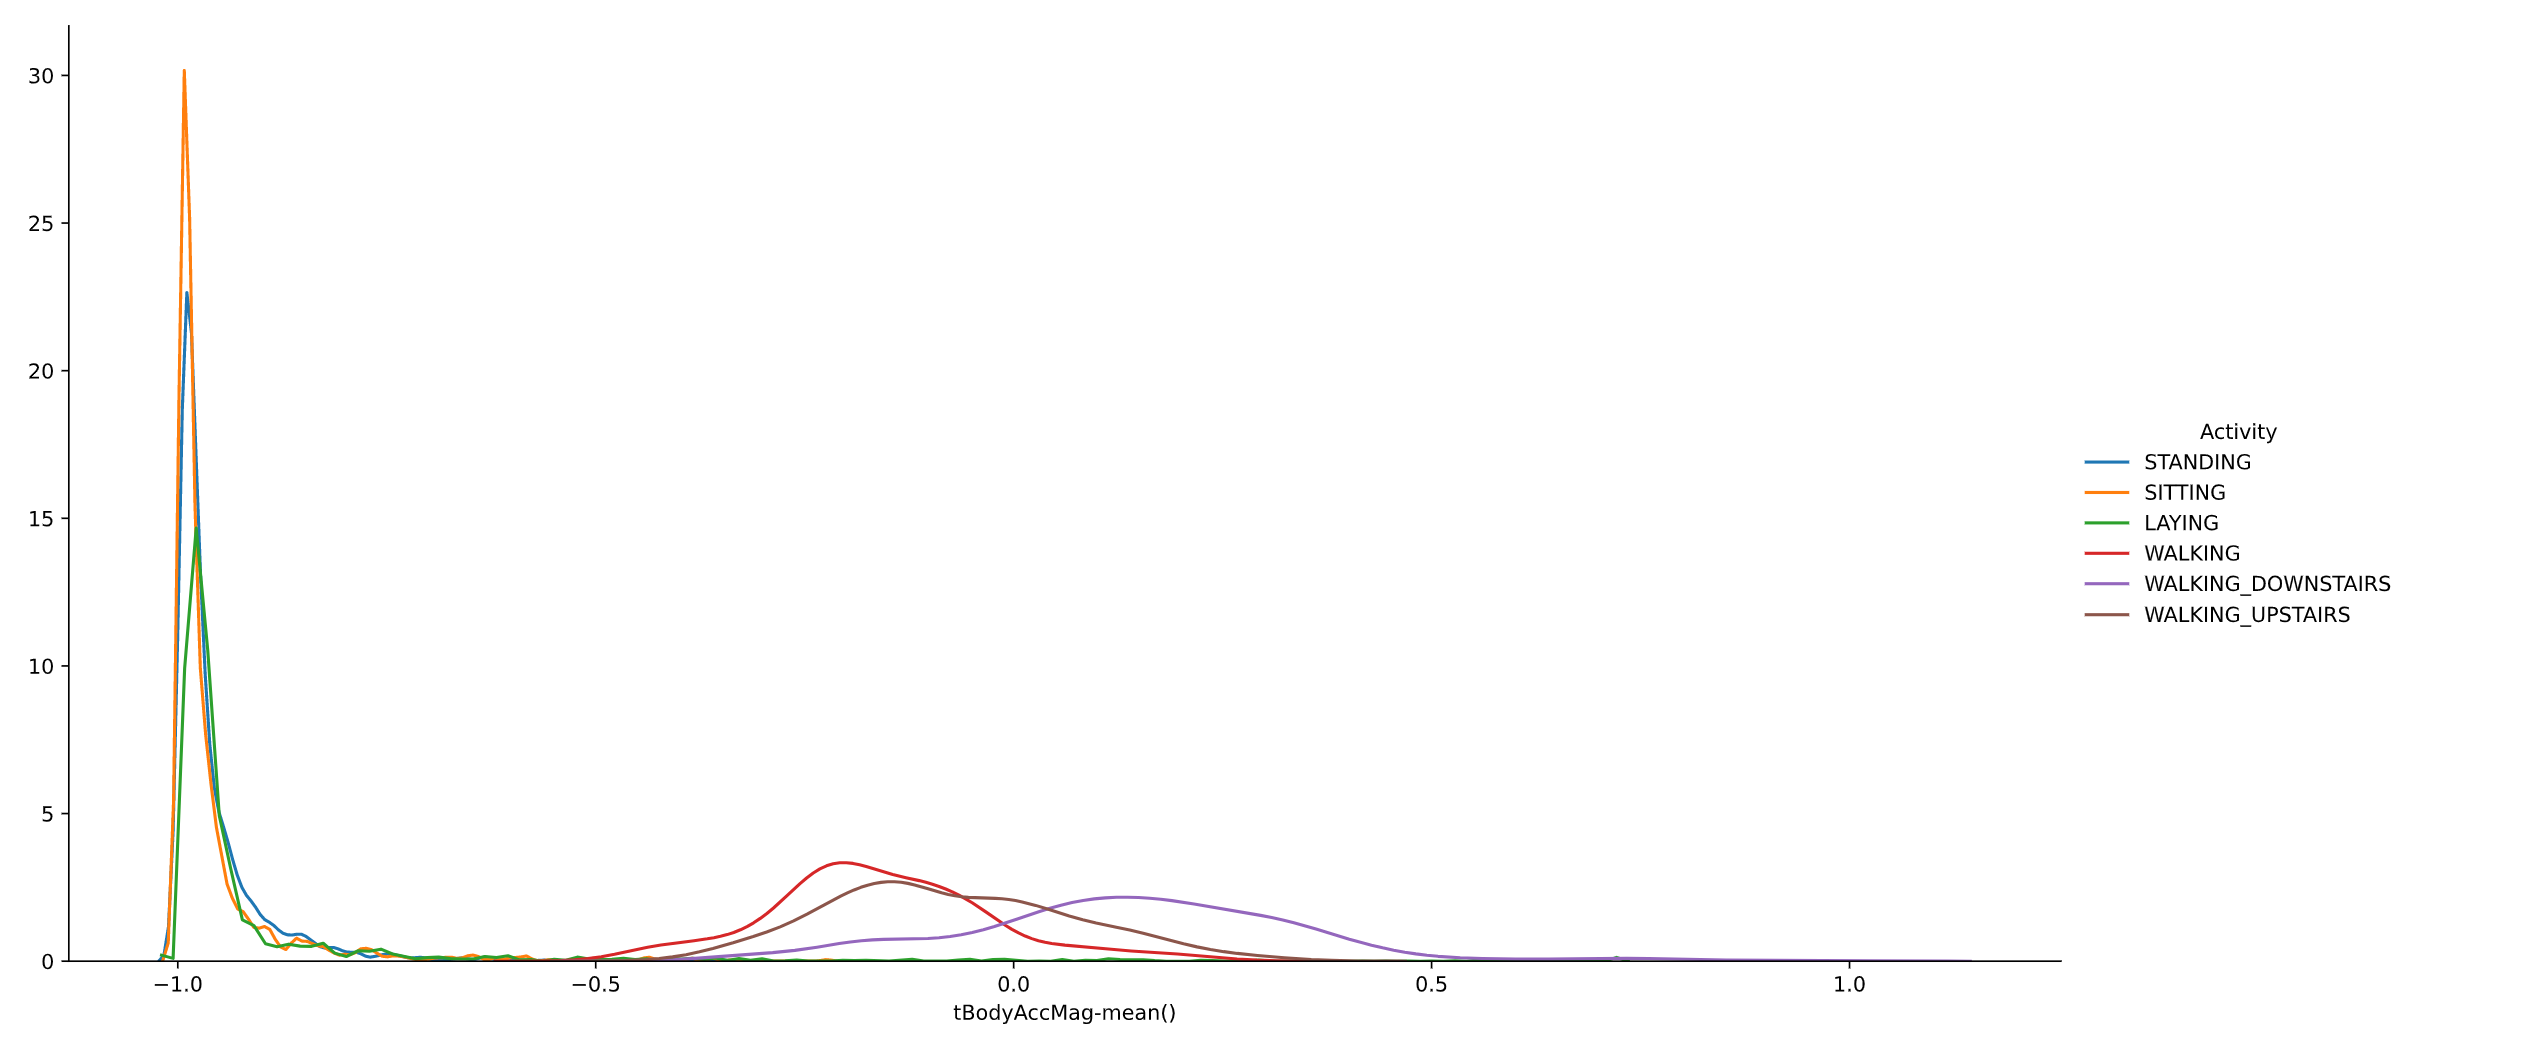 30
25
20
15
10
5
0
−1.0 −0.5 0.0 0.5 1.0
tBodyAccMag-mean()
Activity
STANDING
SITTING
LAYING
WALKING
WALKING_DOWNSTAIRS
WALKING_UPSTAIRS